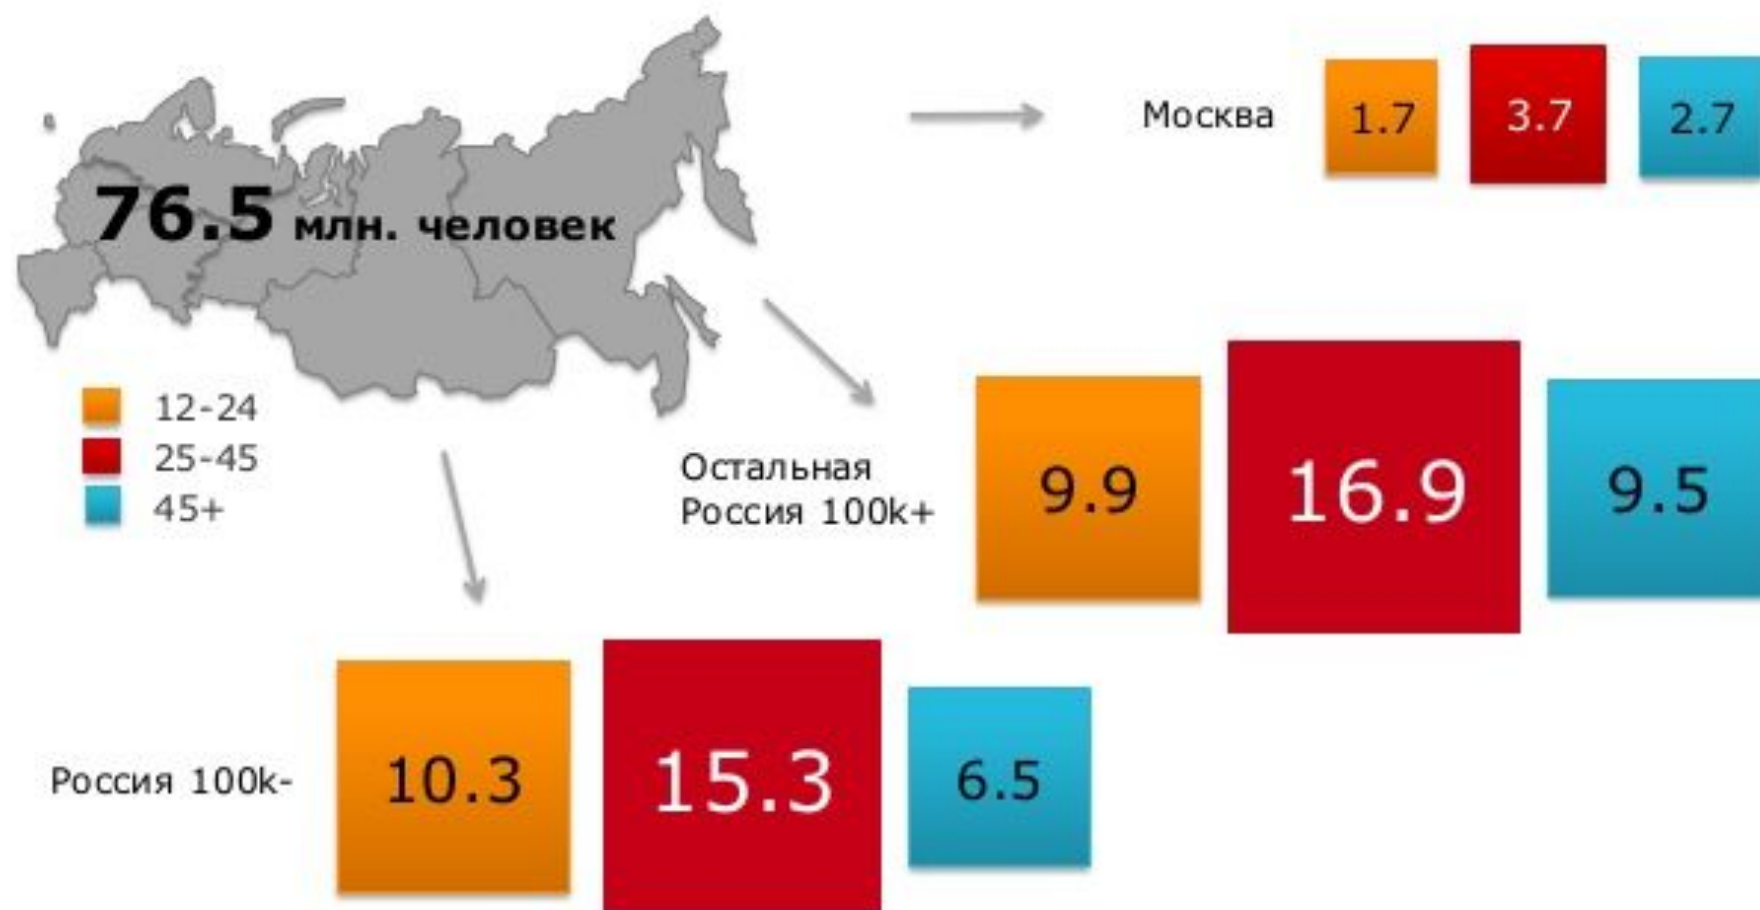 76.5 млн. человек
12-24
25-45
45+
Москва
1.7
3.7
2.7
Остальная
Россия 100k+
9.9
16.9
9.5
Россия 100k-
10.3
15.3
6.5